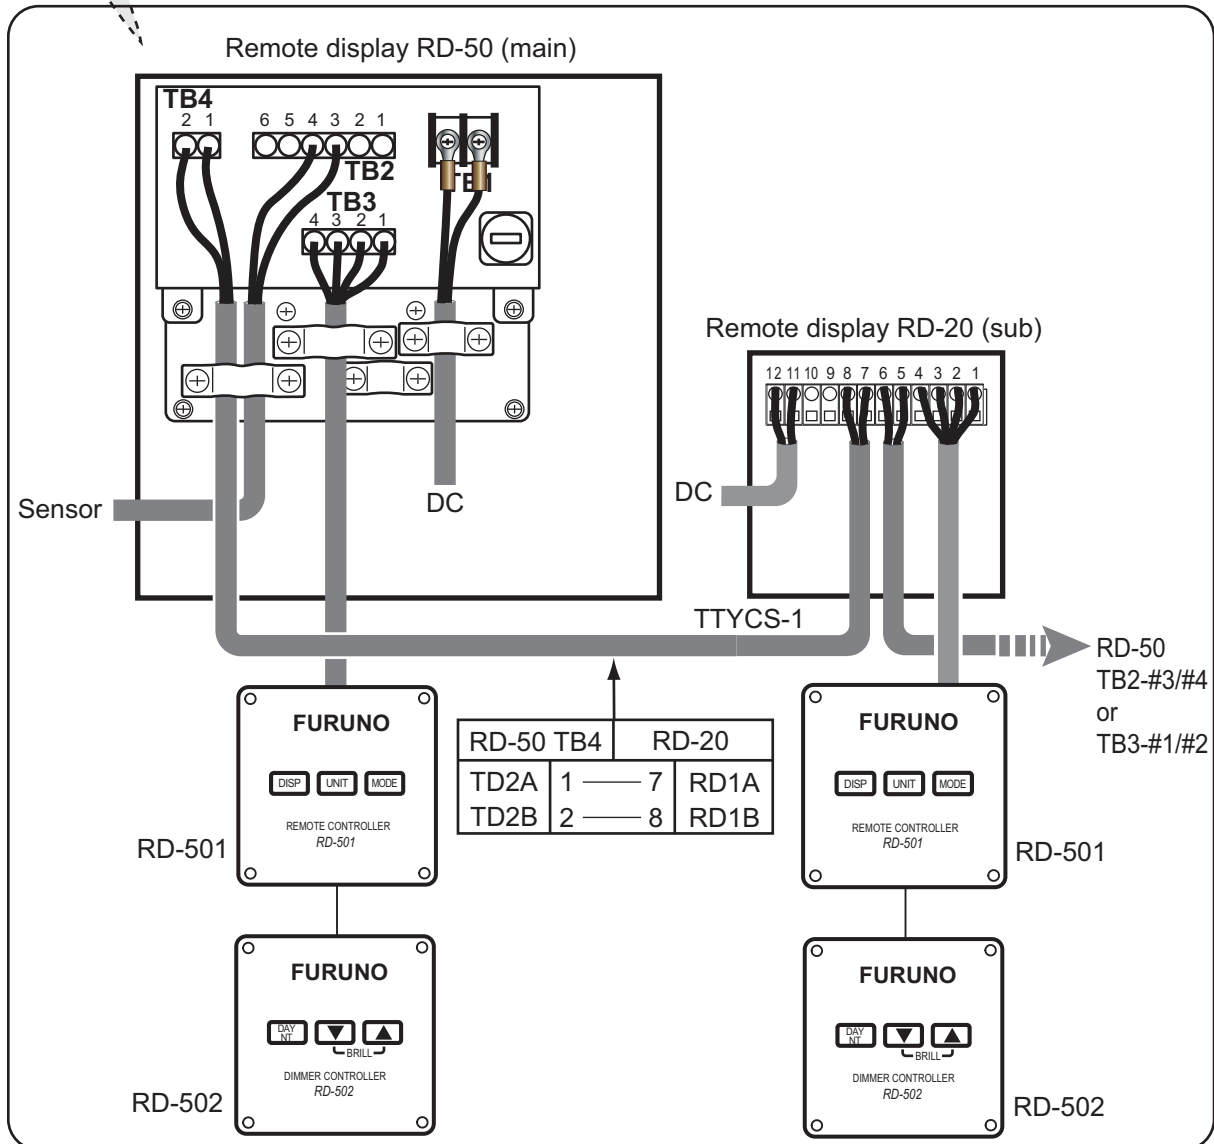 Remote display RD-50 (main)
TB4
2 1
6 5 4 3 2 1
TB2
TB1
TB3
4 3 2 1
Sensor
DC
Remote display RD-20 (sub)
12 11 10 9 8 7 6 5 4 3 2 1
DC
TTYCS-1
RD-50
TB2-#3/#4
or
TB3-#1/#2
RD-50 TB4 RD-20
TD2A 1 7 RD1A
TD2B 2 8 RD1B
FURUNO
DISP UNIT MODE
REMOTE CONTROLLER
RD-501
RD-501
FURUNO
DISP UNIT MODE
REMOTE CONTROLLER
RD-501
RD-501
FURUNO
DAY
NT
BRILL
DIMMER CONTROLLER
RD-502
RD-502
FURUNO
DAY
NT
BRILL
DIMMER CONTROLLER
RD-502
RD-502